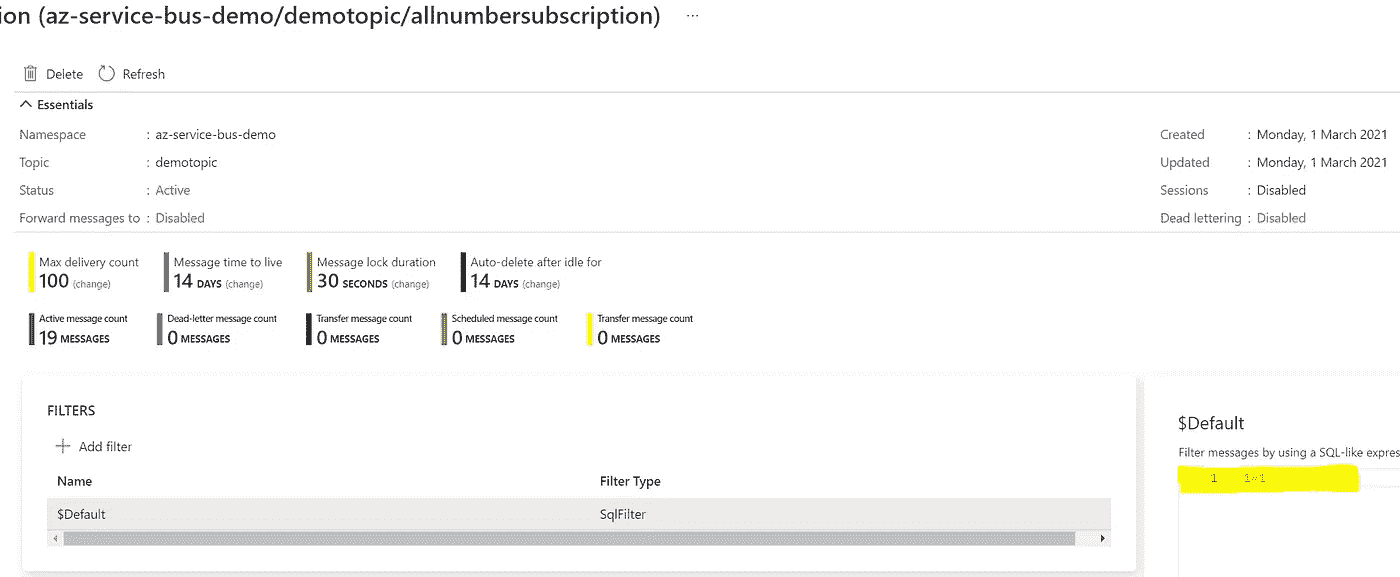 ion (az-service-bus-demo/demotopic/allnumbersubscription) ...
Delete Refresh
Essentials
Namespace : az-service-bus-demo
Created : Monday, 1 March 2021
Topic : demotopic
Updated : Monday, 1 March 2021
Status : Active
Sessions : Disabled
Forward messages to : Disabled
Dead lettering : Disabled
Max delivery count
100 (change)
Message time to live
14 DAYS (change)
Message lock duration
30 SECONDS (change)
Auto-delete after idle for
14 DAYS (change)
Active message count
19 MESSAGES
Dead-letter message count
0 MESSAGES
Transfer message count
0 MESSAGES
Scheduled message count
0 MESSAGES
Transfer message count
0 MESSAGES
FILTERS
Add filter
Name Filter Type
$Default SqlFilter
$Default
Filter messages by using a SQL-like expres
1 1=1